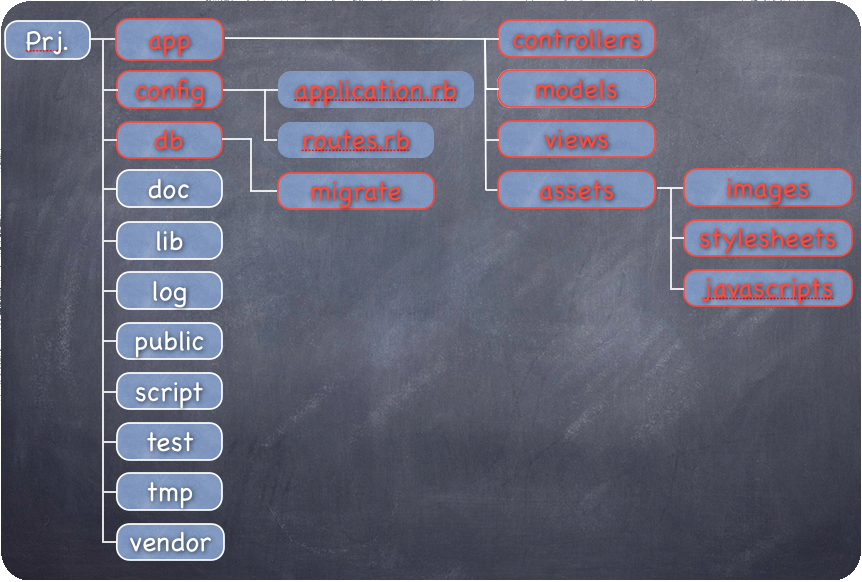 Prj.
app
controllers
config
application.rb
models
db
routes.rb
views
doc
migrate
assets
images
lib
stylesheets
log
javascripts
public
script
test
tmp
vendor